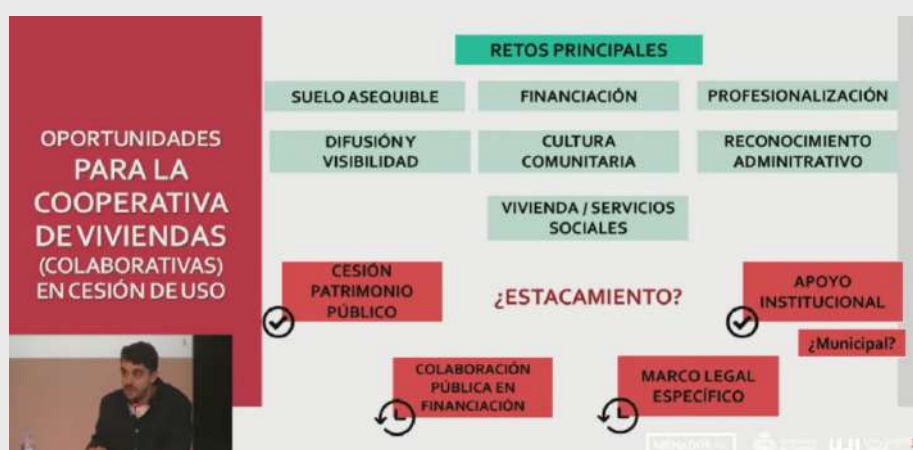 RETOS PRINCIPALES
SUELO ASEQUIBLE
FINANCIACIÓN
PROFESIONALIZACIÓN
DIFUSIÓN Y
VISIBILIDAD
CULTURA
COMUNITARIA
RECONOCIMIENTO
ADMINITRATIVO
VIVIENDA / SERVICIOS
SOCIALES
OPORTUNIDADES
PARA LA
COOPERATIVA
DE VIVIENDAS
(COLABORATIVAS)
EN CESIÓN DE USO
CESIÓN
PATRIMONIO
PÚBLICO
¿ESTACAMIENTO?
APOYO
INSTITUCIONAL
¿Municipal?
COLABORACIÓN
PÚBLICA EN
FINANCIACIÓN
MARCO LEGAL
ESPECÍFICO